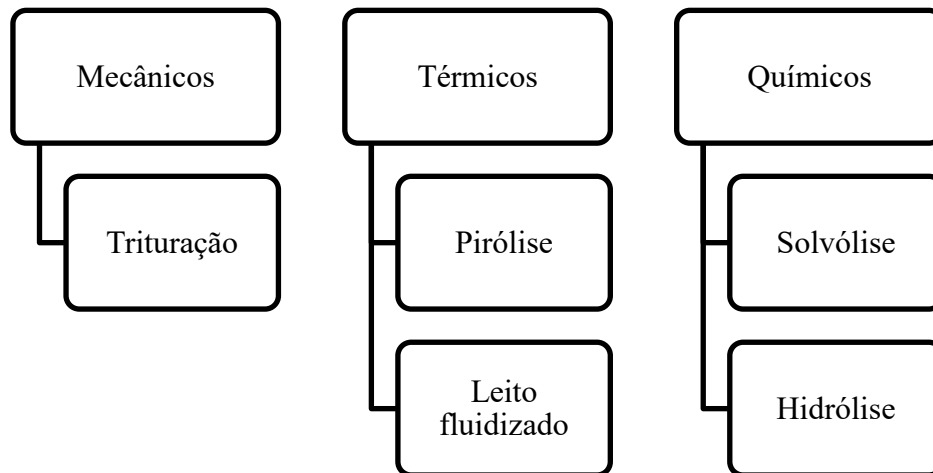 Mecânicos
Trituração
Térmicos
Pirólise
Leito
fluidizado
Químicos
Solvólise
Hidrólise